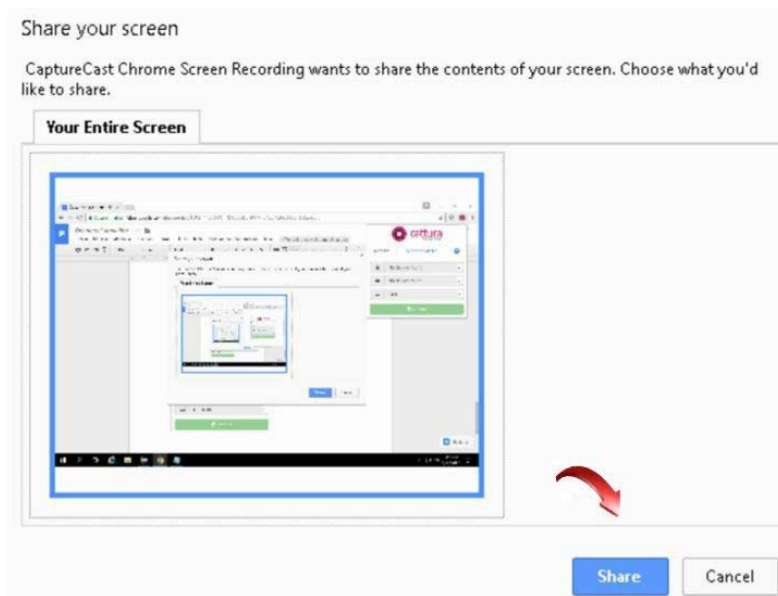 Share your screen
CaptureCast Chrome Screen Recording wants to share the contents of your screen. Choose what you'd
like to share.
Your Entire Screen
cattura
Share
Cancel